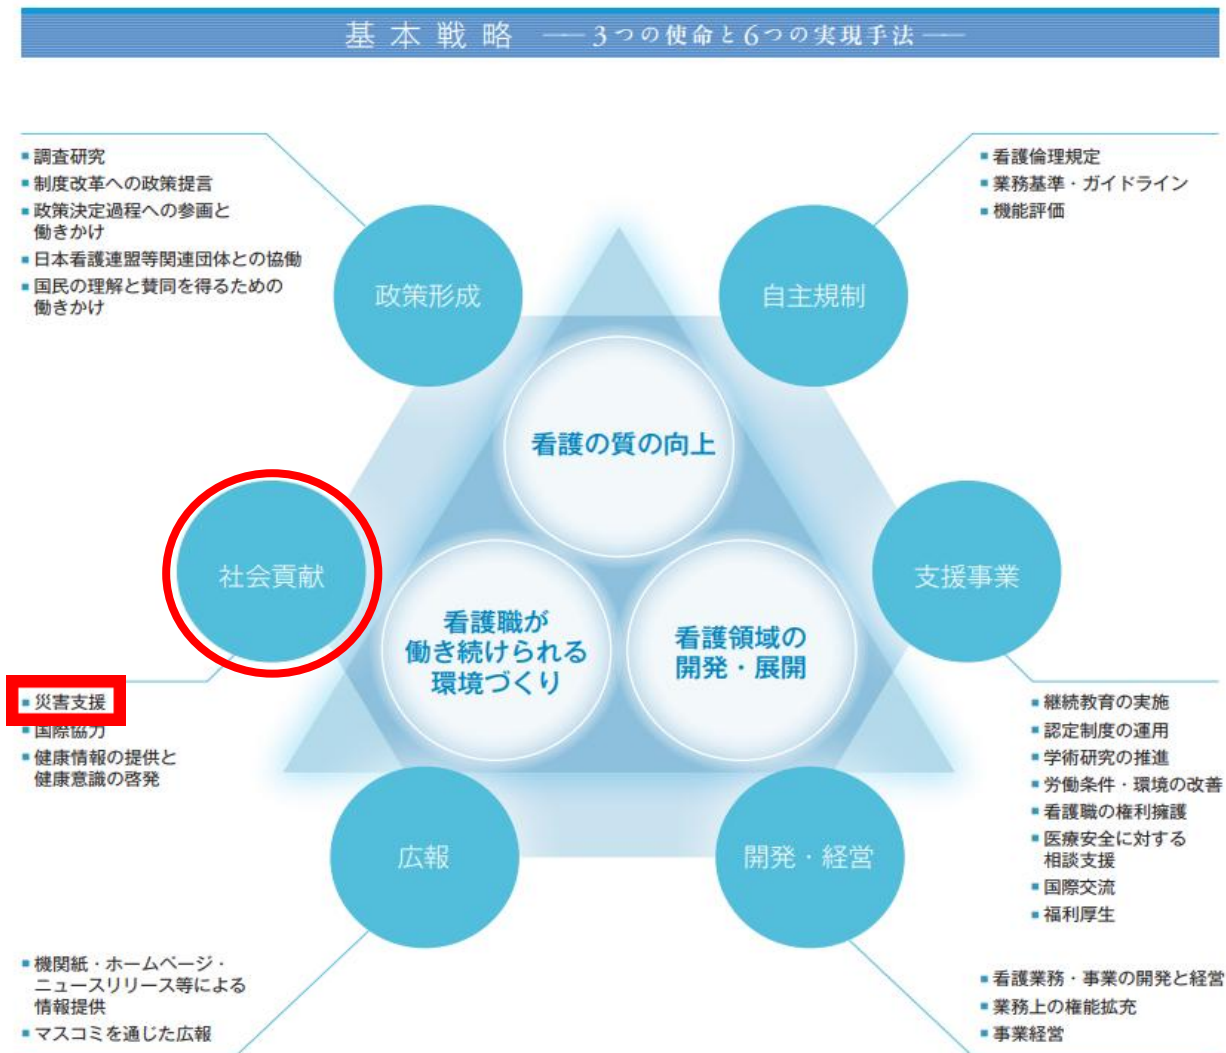 基本戦略 ── 3つの使命と6つの実現手法 ──
▪ 調査研究
▪ 制度改革への政策提言
▪ 政策決定過程への参画と
働きかけ
▪ 日本看護連盟等関連団体との協働
▪ 国民の理解と賛同を得るための
働きかけ
▪ 看護倫理規定
▪ 業務基準・ガイドライン
▪ 機能評価
政策形成
自主規制
看護の質の向上
社会貢献
支援事業
看護職が
働き続けられる
環境づくり
看護領域の
開発・展開
▪ 災害支援
▪ 国際協力
▪ 健康情報の提供と
健康意識の啓発
▪ 継続教育の実施
▪ 認定制度の運用
▪ 学術研究の推進
▪ 労働条件・環境の改善
▪ 看護職の権利擁護
▪ 医療安全に対する
相談支援
▪ 国際交流
▪ 福利厚生
広報
開発・経営
▪ 機関紙・ホームページ・
ニュースリリース等による
情報提供
▪ マスコミを通じた広報
▪ 看護業務・事業の開発と経営
▪ 業務上の権能拡充
▪ 事業経営